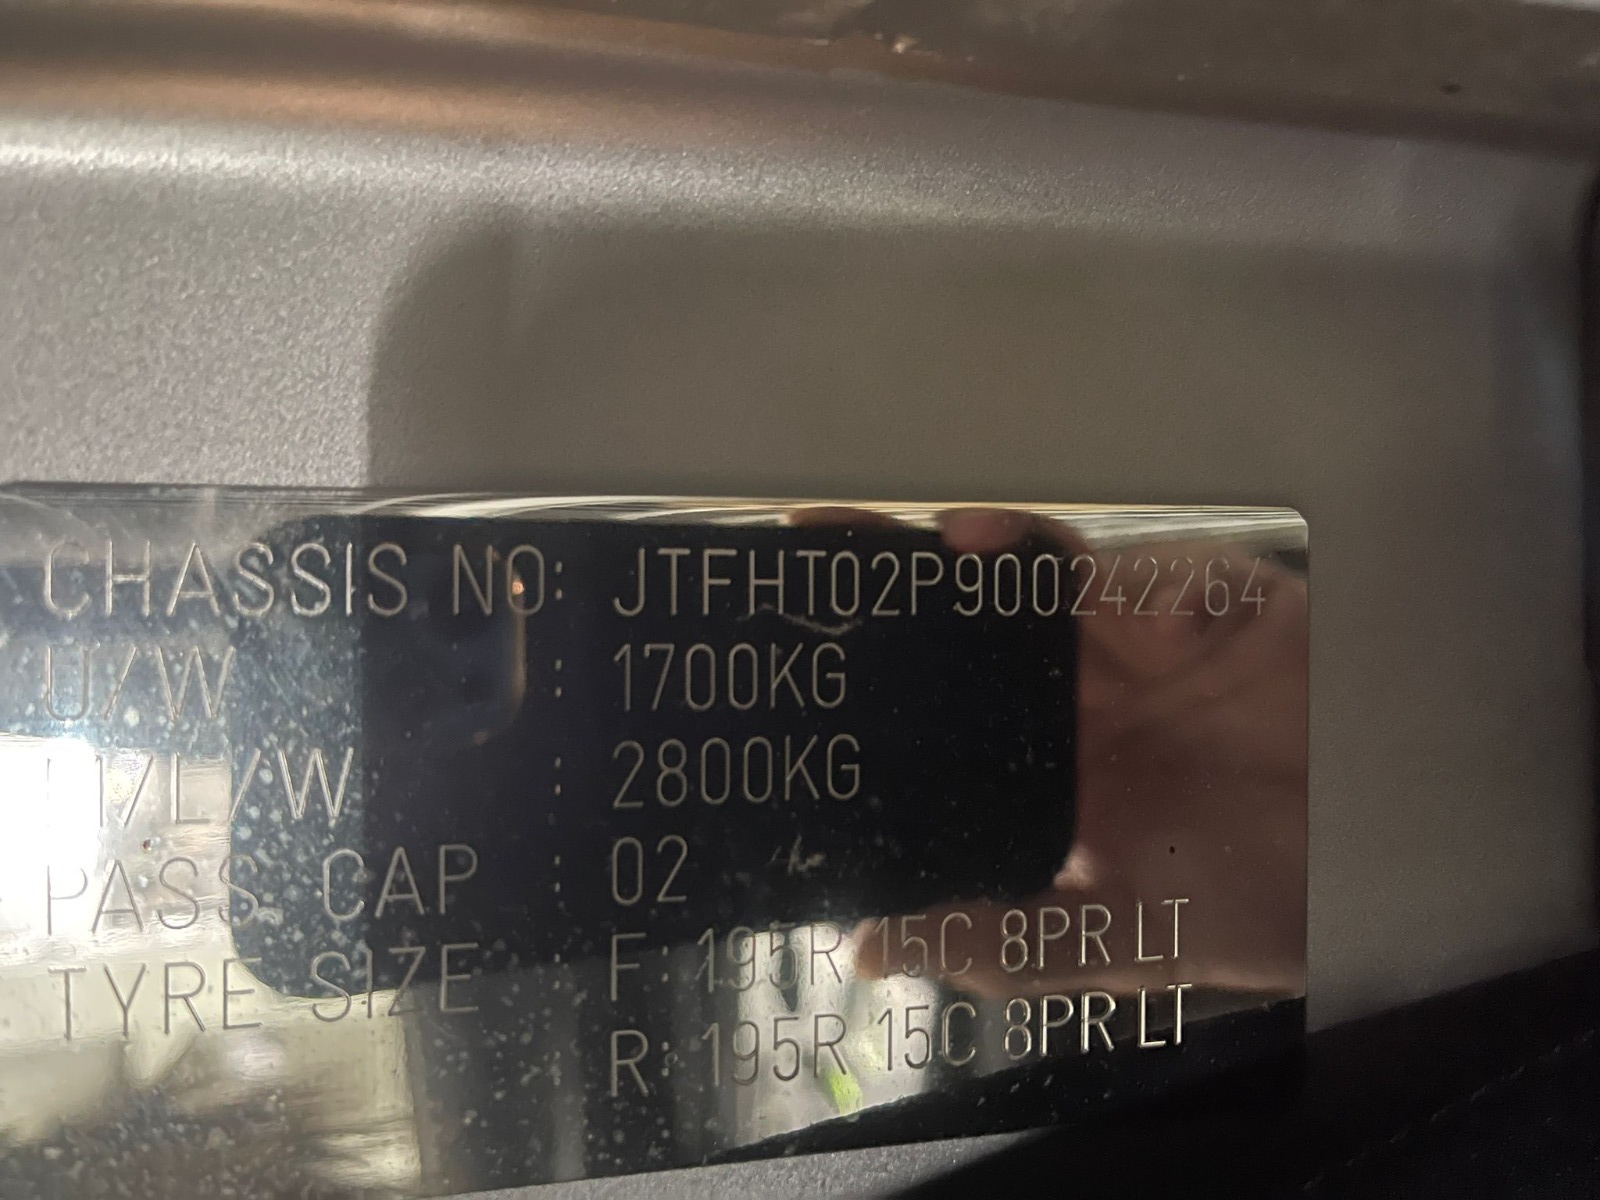 CHASSIS NO: JTFHT02P900242264
U/W : 1700KG
M/L/W : 2800KG
PASS CAP : 02
TYRE SIZE : F: 195R 15C 8PR LT
R: 195R 15C 8PR LT